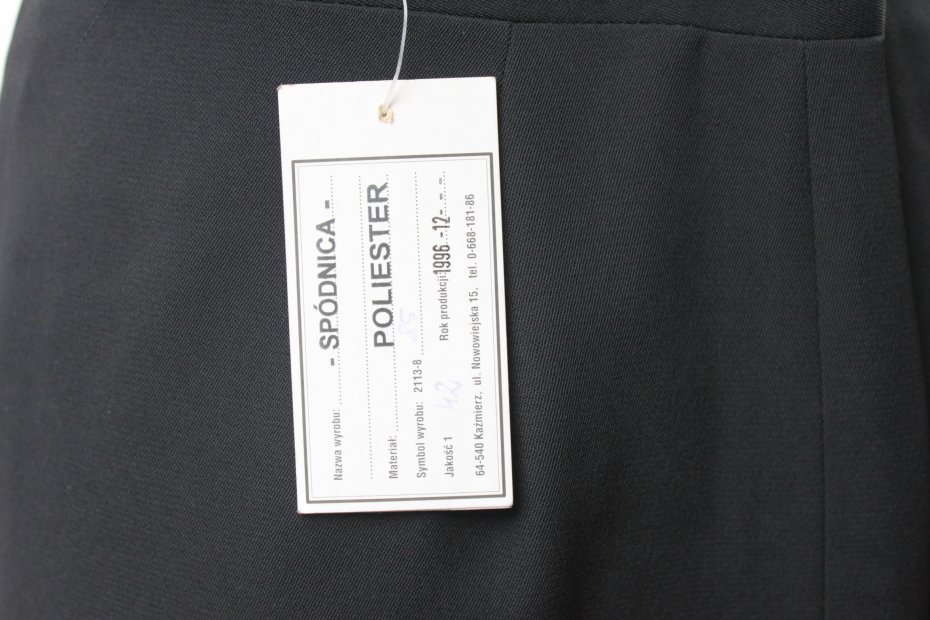 Nazwa wyrobu: - SPÓDNICA -
Materiał: POLIESTER
Symbol wyrobu: 2113-8 85
Jakość 1 42 Rok produkcji: 1996.-12-
64-540 Kaźmierz, ul. Nowowiejska 15, tel. 0-668-181-86